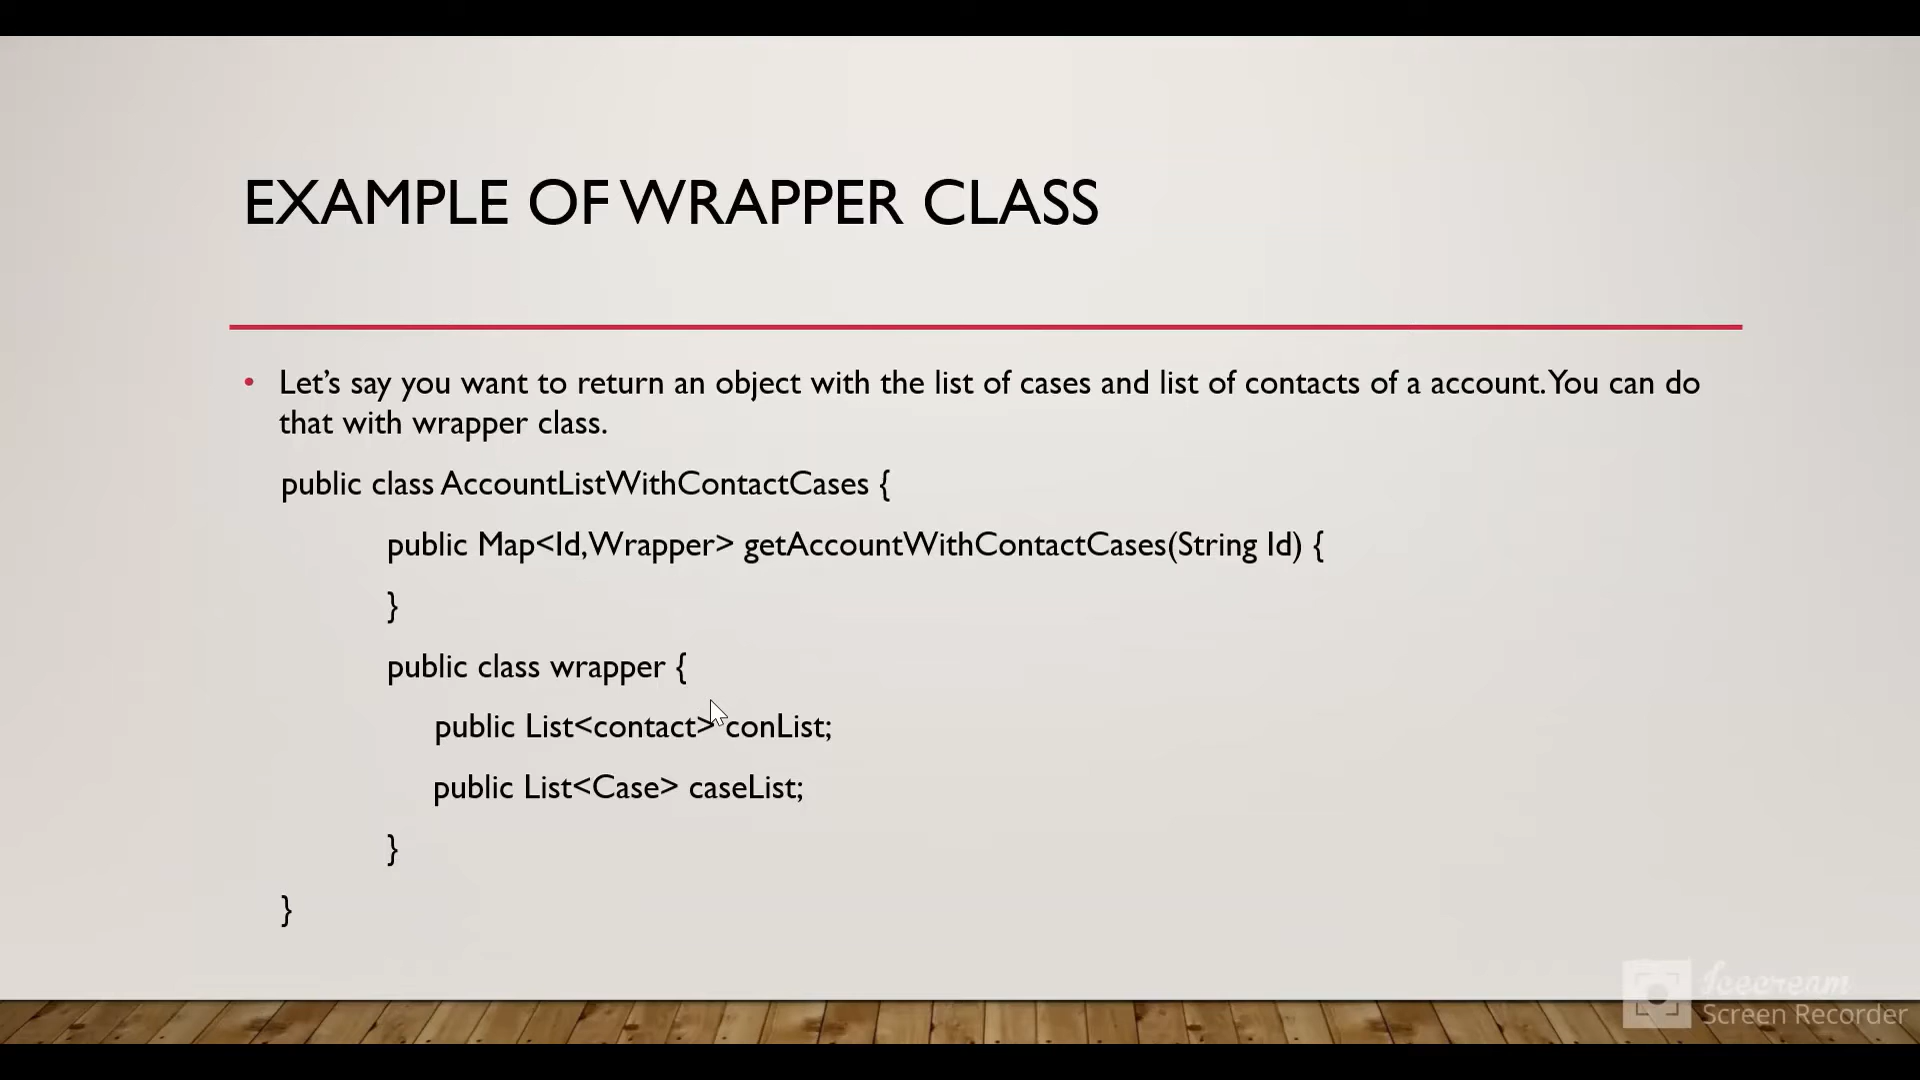 EXAMPLE OF WRAPPER CLASS
• Let’s say you want to return an object with the list of cases and list of contacts of a account. You can do
that with wrapper class.
public class AccountListWithContactCases {
public Map<Id,Wrapper> getAccountWithContactCases(String Id) {
}
public class wrapper {
public List<contact> conList;
public List<Case> caseList;
}
}
Icecream
Screen Recorder